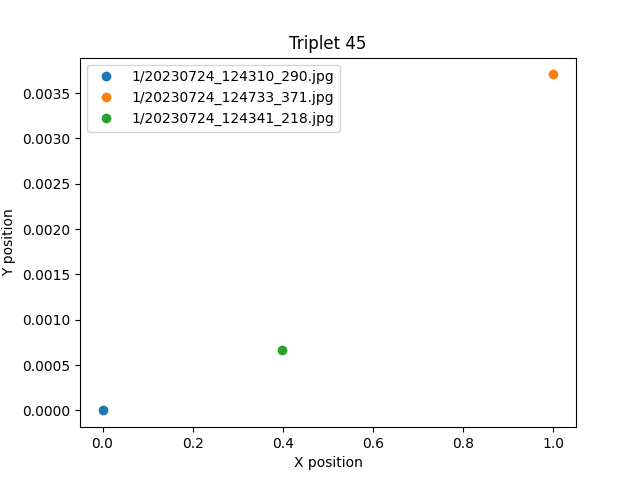 Triplet 45
1/20230724_124310_290.jpg
1/20230724_124733_371.jpg
1/20230724_124341_218.jpg
0.0035
0.0030
0.0025
0.0020
0.0015
0.0010
0.0005
0.0000
Y position
0.0 0.2 0.4 0.6 0.8 1.0
X position